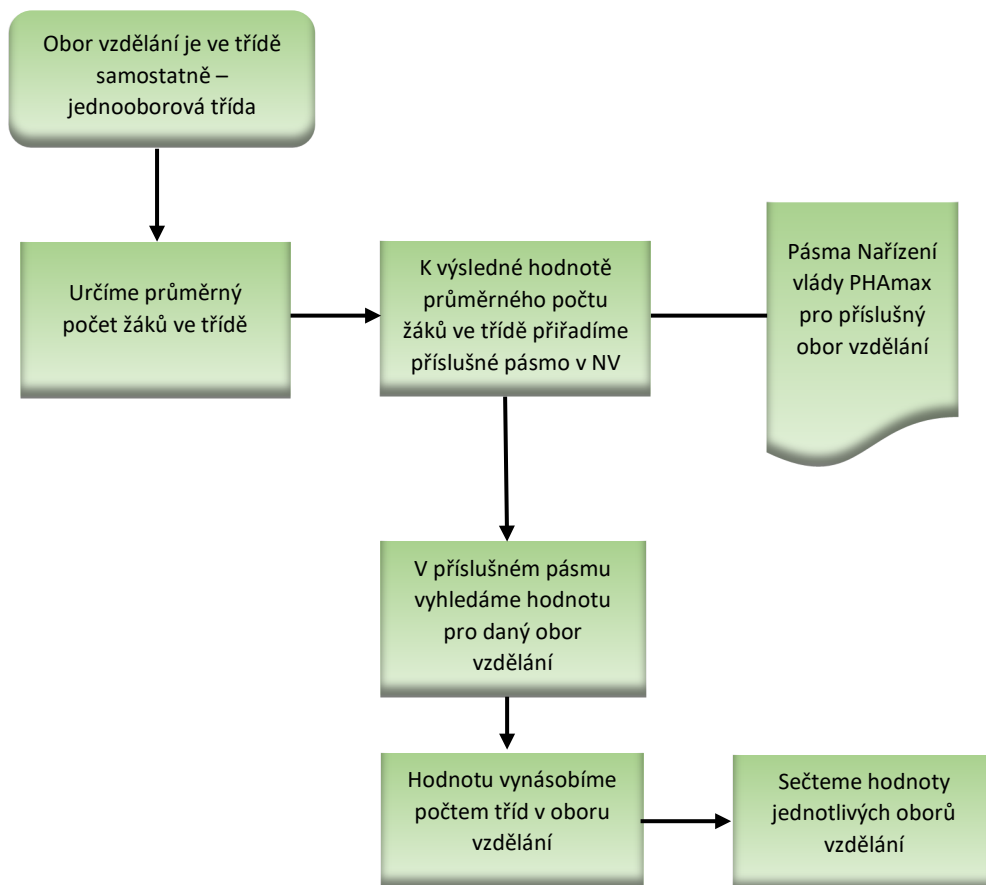 Obor vzdělání je ve třídě
samostatně –
jednooborová třída
Určíme průměrný
počet žáků ve třídě
K výsledné hodnotě
průměrného počtu
žáků ve třídě přiřadíme
příslušné pásmo v NV
Pásma Nařízení
vlády PHAmax
pro příslušný
obor vzdělání
V příslušném pásmu
vyhledáme hodnotu
pro daný obor
vzdělání
Hodnotu vynásobíme
počtem tříd v oboru
vzdělání
Sečteme hodnoty
jednotlivých oborů
vzdělání